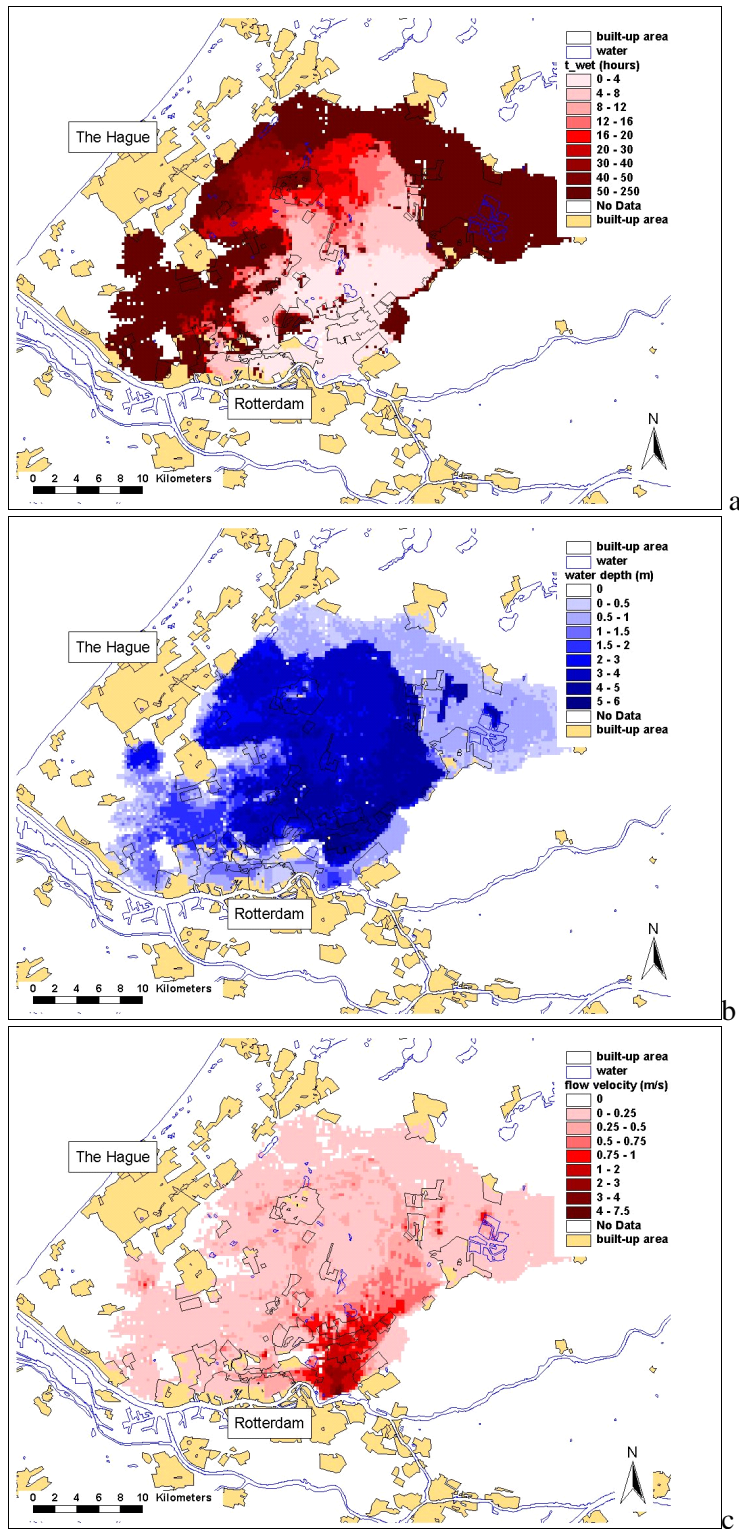 built-up area
water
t_wet (hours)
0 - 4
4 - 8
8 - 12
12 - 16
16 - 20
20 - 30
30 - 40
40 - 50
50 - 250
No Data
built-up area
The Hague
Rotterdam
N
0 2 4 6 8 10 Kilometers
a
built-up area
water
water depth (m)
0
0 - 0.5
0.5 - 1
1 - 1.5
1.5 - 2
2 - 3
3 - 4
4 - 5
5 - 6
No Data
built-up area
The Hague
Rotterdam
N
0 2 4 6 8 10 Kilometers
b
built-up area
water
flow velocity (m/s)
0
0 - 0.25
0.25 - 0.5
0.5 - 0.75
0.75 - 1
1 - 2
2 - 3
3 - 4
4 - 7.5
No Data
built-up area
The Hague
Rotterdam
N
0 2 4 6 8 10 Kilometers
c